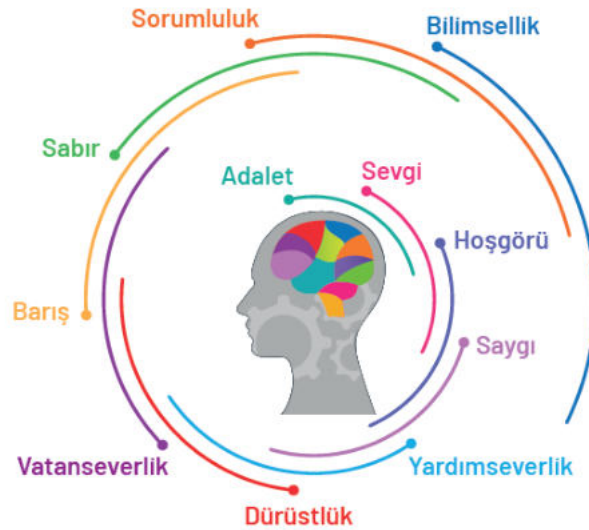 Sorumluluk
Bilimsellik
Sabır
Adalet
Sevgi
Hoşgörü
Barış
Saygı
Vatanseverlik
Yardımseverlik
Dürüstlük